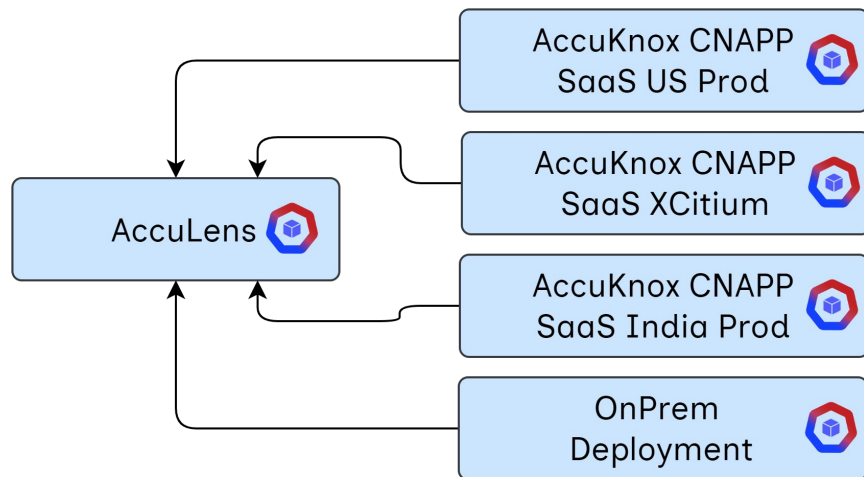 AccuKnox CNAPP
SaaS US Prod
AccuKnox CNAPP
SaaS XCitium
AccuLens
AccuKnox CNAPP
SaaS India Prod
OnPrem
Deployment